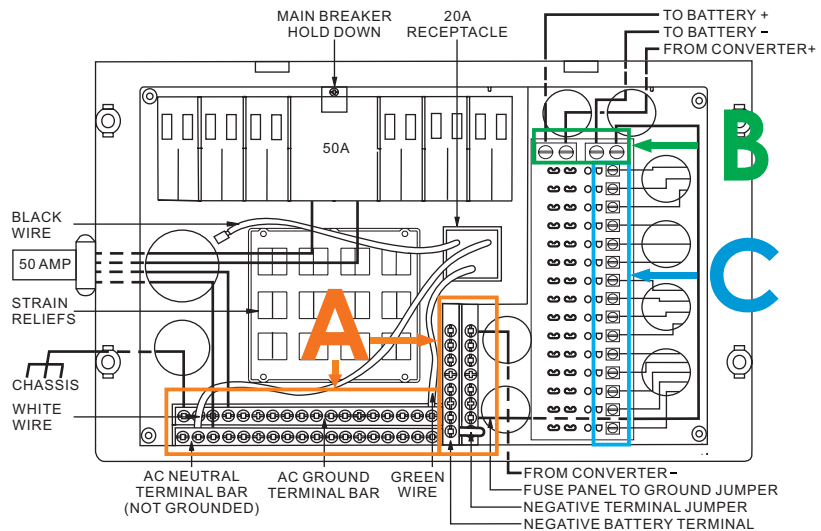 MAIN BREAKER
HOLD DOWN
20A
RECEPTACLE
TO BATTERY +
TO BATTERY –
FROM CONVERTER+
50A
B
BLACK
WIRE
50 AMP
C
STRAIN
RELIEFS
A
CHASSIS
WHITE
WIRE
AC NEUTRAL
TERMINAL BAR
(NOT GROUNDED)
AC GROUND
TERMINAL BAR
GREEN
WIRE
FROM CONVERTER–
FUSE PANEL TO GROUND JUMPER
NEGATIVE TERMINAL JUMPER
NEGATIVE BATTERY TERMINAL